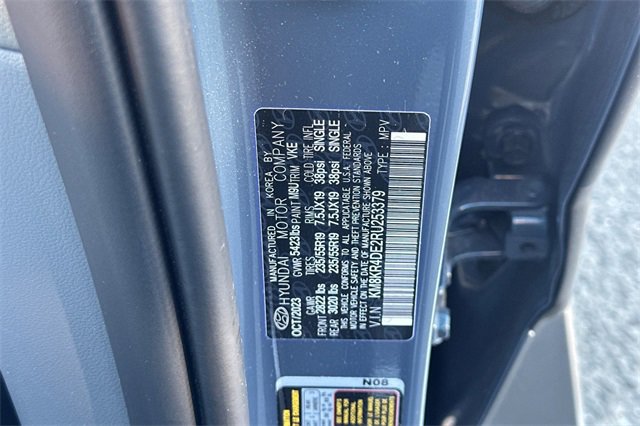 MANUFACTURED IN KOREA BY
HYUNDAI MOTOR COMPANY
OCT/2023 GVWR 5423lbs PAINT M9U TRIM VKE
GAWR TIRES RIMS COLD TIRE INFL.
FRONT 2822 lbs 235/55R19 7.5JX19 38psi SINGLE
REAR 3020 lbs 235/55R19 7.5JX19 38psi SINGLE
THIS VEHICLE CONFORMS TO ALL APPLICABLE U.S.A. FEDERAL
MOTOR VEHICLE SAFETY AND THEFT PREVENTION STANDARDS
IN EFFECT ON THE DATE OF MANUFACTURE SHOWN ABOVE.
V.I.N KM8KR4DE2RU253379 TYPE : MPV
N08